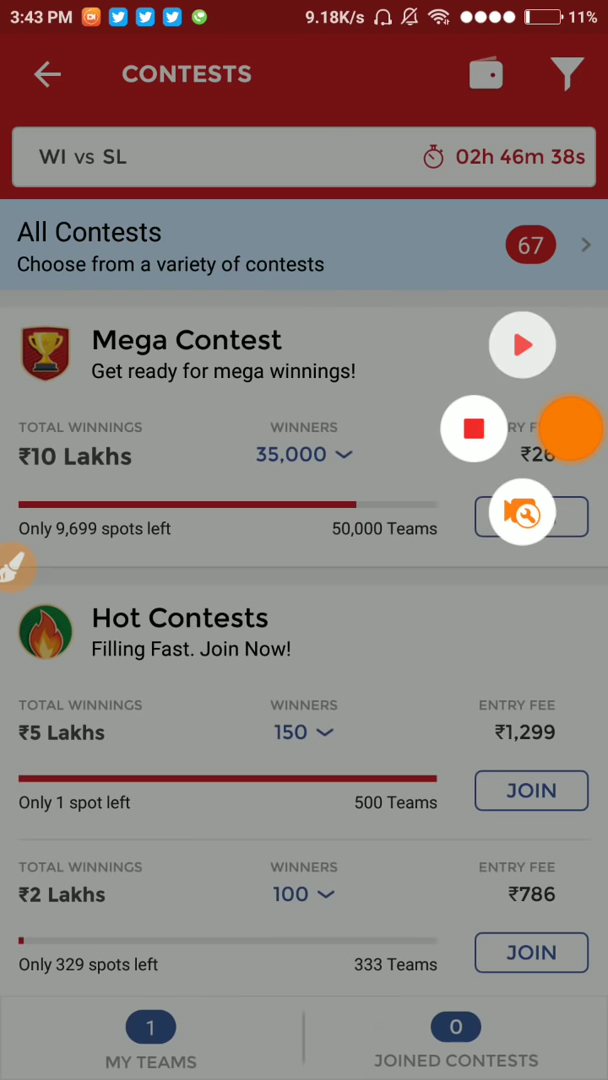 3:43 PM 9.18K/s 11%
CONTESTS
WI vs SL 02h 46m 38s
All Contests
67
Choose from a variety of contests
Mega Contest
Get ready for mega winnings!
TOTAL WINNINGS WINNERS
₹10 Lakhs 35,000
Only 9,699 spots left 50,000 Teams
Hot Contests
Filling Fast. Join Now!
TOTAL WINNINGS WINNERS ENTRY FEE
₹5 Lakhs 150 ₹1,299
JOIN
Only 1 spot left 500 Teams
TOTAL WINNINGS WINNERS ENTRY FEE
₹2 Lakhs 100 ₹786
JOIN
Only 329 spots left 333 Teams
1 0
MY TEAMS JOINED CONTESTS